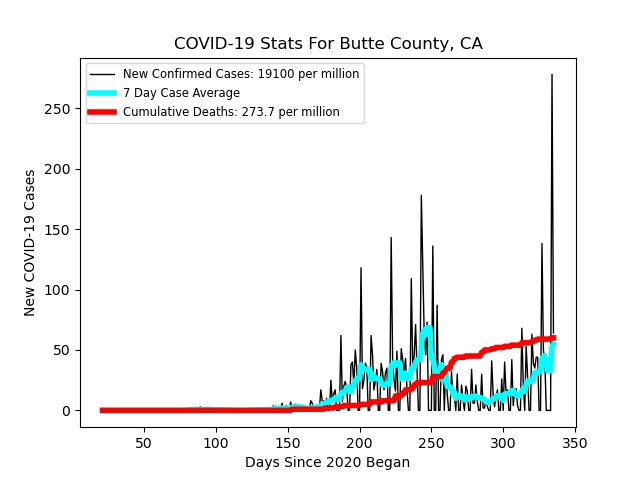 COVID-19 Stats For Butte County, CA
New Confirmed Cases: 19100 per million
7 Day Case Average
Cumulative Deaths: 273.7 per million
New COVID-19 Cases
250
200
150
100
50
0
50 100 150 200 250 300 350
Days Since 2020 Began